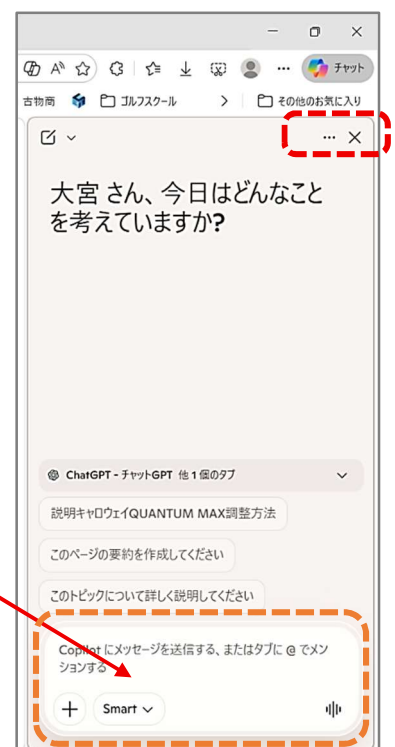 チャット
古物商
ゴルフスクール
その他のお気に入り
大宮 さん、今日はどんなこと
を考えていますか?
ChatGPT - チャットGPT 他 1 個のタブ
説明キャロウェイQUANTUM MAX調整方法
このページの要約を作成してください
このトピックについて詳しく説明してください
Copilot にメッセージを送信する、またはタブに @ でメン
ションする
Smart